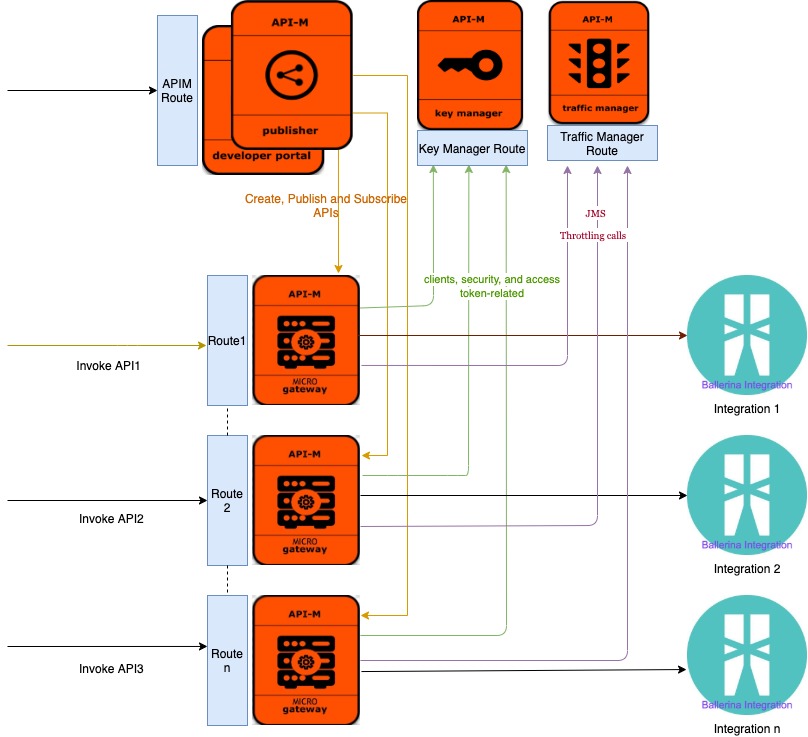 APIM
Route
API-M
publisher
developer portal
API-M
key manager
Key Manager Route
API-M
traffic manager
Traffic Manager
Route
Create, Publish and Subscribe
APIs
JMS
Throttling calls
clients, security, and access
token-related
Invoke API1
Route1
API-M
MICRO
gateway
Ballerina Integration
Integration 1
Invoke API2
Route
2
API-M
MICRO
gateway
Ballerina Integration
Integration 2
Invoke API3
Route
n
API-M
MICRO
gateway
Ballerina Integration
Integration n